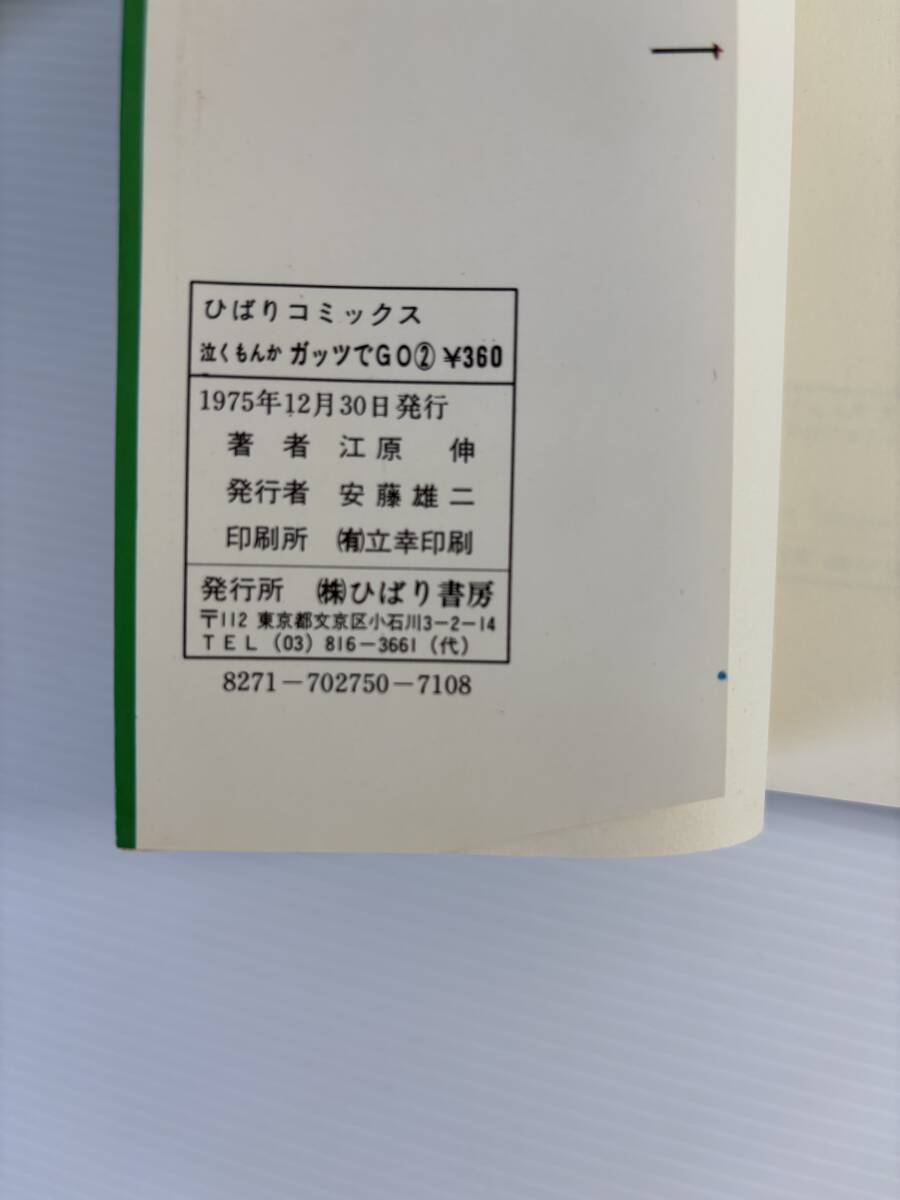 ひばりコミックス
泣くもんか ガッツでGO② ¥360
1975年12月30日発行
著者 江原 伸
発行者 安藤雄二
印刷所 ㈲立幸印刷
発行所 ㈱ひばり書房
〒112 東京都文京区小石川3-2-14
TEL (03) 816-3661 (代)
8271-702750-7108